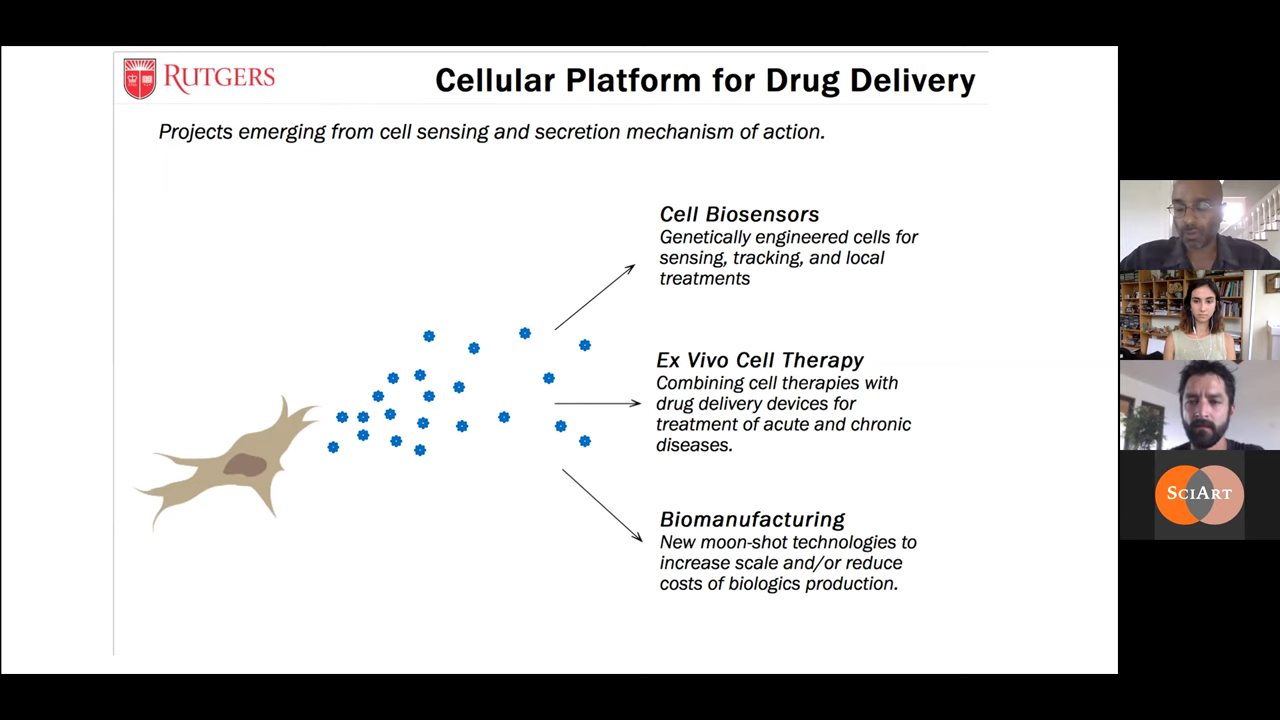 RUTGERS
Cellular Platform for Drug Delivery
Projects emerging from cell sensing and secretion mechanism of action.
Cell Biosensors
Genetically engineered cells for
sensing, tracking, and local
treatments
Ex Vivo Cell Therapy
Combining cell therapies with
drug delivery devices for
treatment of acute and chronic
diseases.
Biomanufacturing
New moon-shot technologies to
increase scale and/or reduce
costs of biologics production.
SCIART